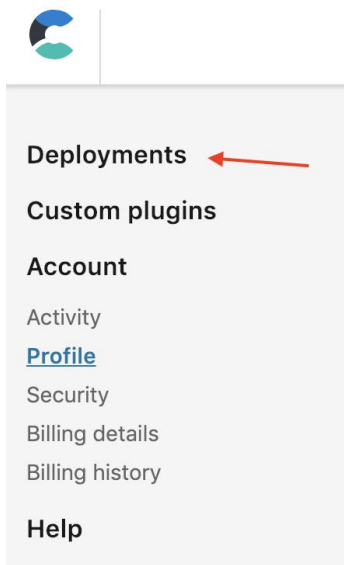 Deployments
Custom plugins
Account
Activity
Profile
Security
Billing details
Billing history
Help